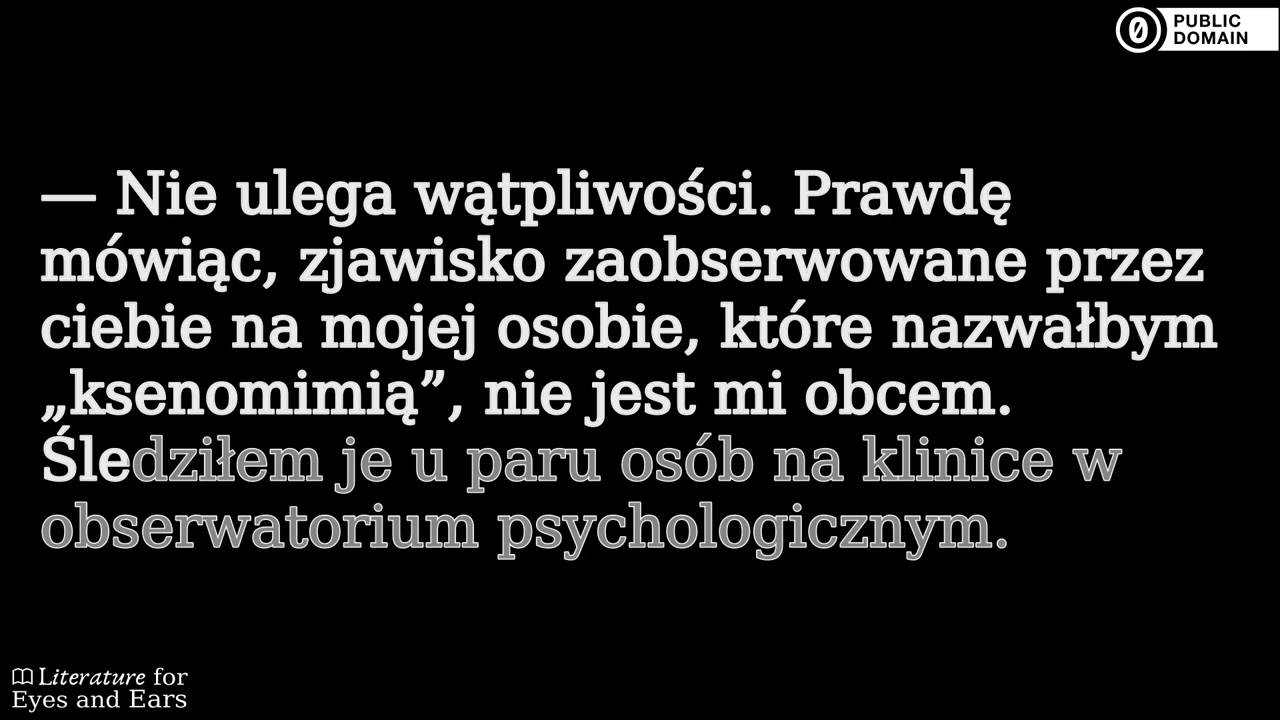 PUBLIC
DOMAIN
— Nie ulega wątpliwości. Prawdę
mówiąc, zjawisko zaobserwowane przez
ciebie na mojej osobie, które nazwałbym
„ksenomimią”, nie jest mi obcem.
Śledziłem je u paru osób na klinice w
obserwatorium psychologicznym.
Literature for
Eyes and Ears